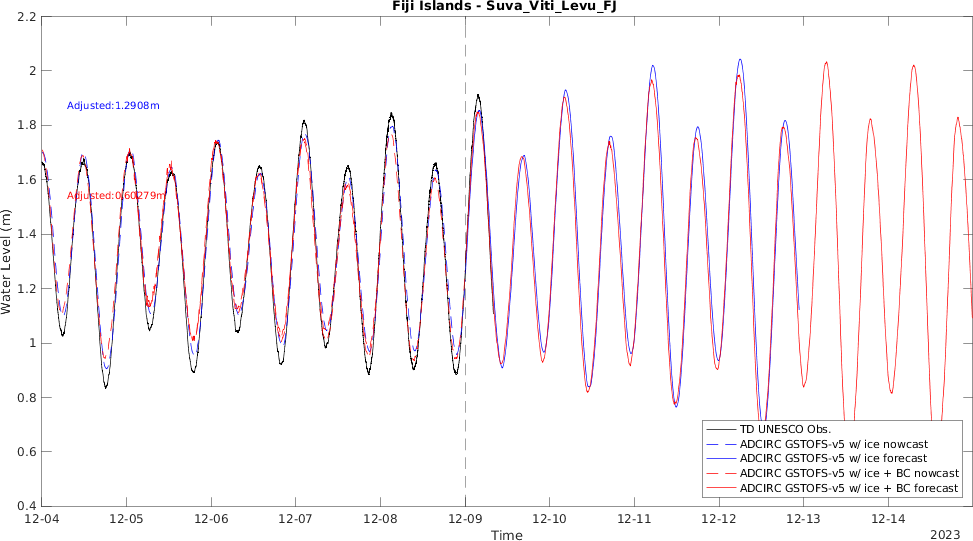 Fiji Islands - Suva_Viti_Levu_FJ
Water Level (m)
2.2
2
1.8
1.6
1.4
1.2
1
0.8
0.6
0.4
Adjusted:1.2908m
Adjusted:0.60279m
TD UNESCO Obs.
ADCIRC GSTOFS-v5 w/ ice nowcast
ADCIRC GSTOFS-v5 w/ ice forecast
ADCIRC GSTOFS-v5 w/ ice + BC nowcast
ADCIRC GSTOFS-v5 w/ ice + BC forecast
12-04 12-05 12-06 12-07 12-08 12-09 12-10 12-11 12-12 12-13 12-14
Time
2023